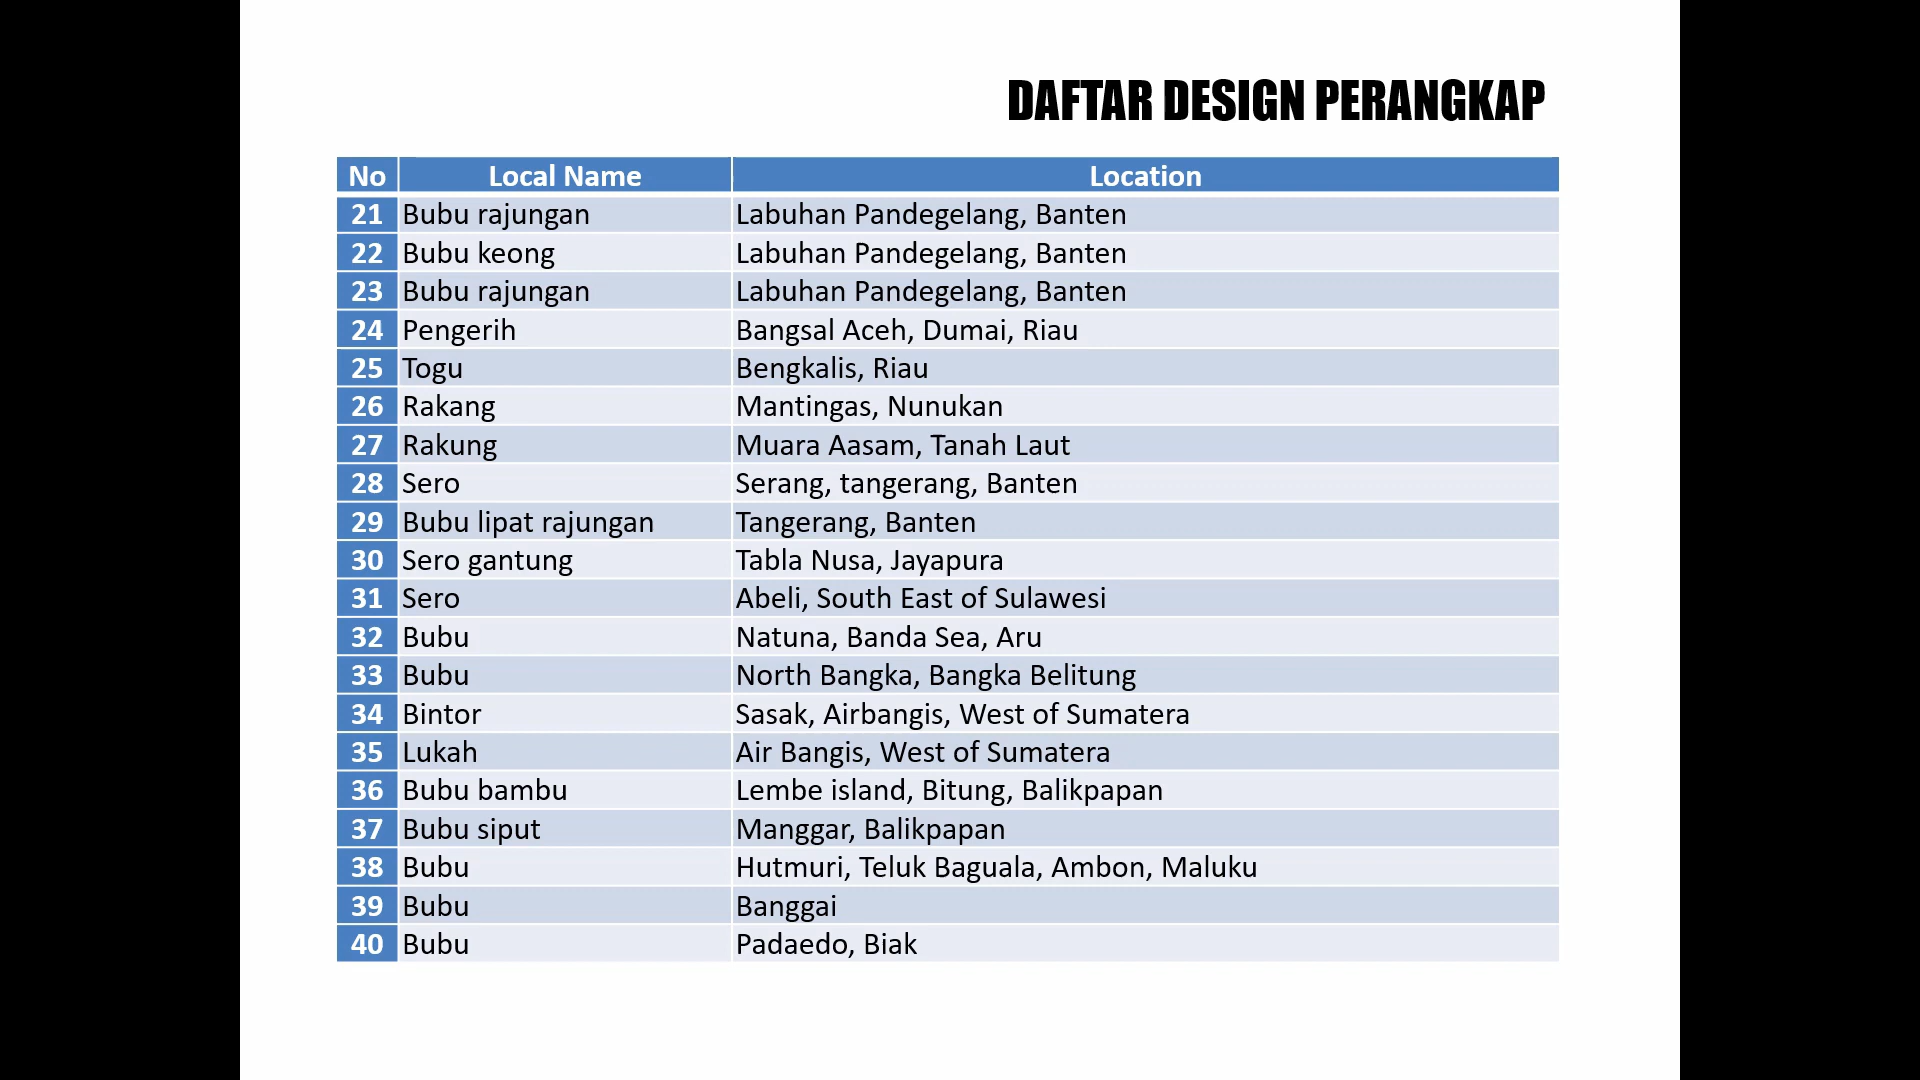 DAFTAR DESIGN PERANGKAP
No Local Name Location
21 Bubu rajungan Labuhan Pandegelang, Banten
22 Bubu keong Labuhan Pandegelang, Banten
23 Bubu rajungan Labuhan Pandegelang, Banten
24 Pengerih Bangsal Aceh, Dumai, Riau
25 Togu Bengkalis, Riau
26 Rakang Mantingas, Nunukan
27 Rakung Muara Aasam, Tanah Laut
28 Sero Serang, tangerang, Banten
29 Bubu lipat rajungan Tangerang, Banten
30 Sero gantung Tabla Nusa, Jayapura
31 Sero Abeli, South East of Sulawesi
32 Bubu Natuna, Banda Sea, Aru
33 Bubu North Bangka, Bangka Belitung
34 Bintor Sasak, Airbangis, West of Sumatera
35 Lukah Air Bangis, West of Sumatera
36 Bubu bambu Lembe island, Bitung, Balikpapan
37 Bubu siput Manggar, Balikpapan
38 Bubu Hutmuri, Teluk Baguala, Ambon, Maluku
39 Bubu Banggai
40 Bubu Padaedo, Biak